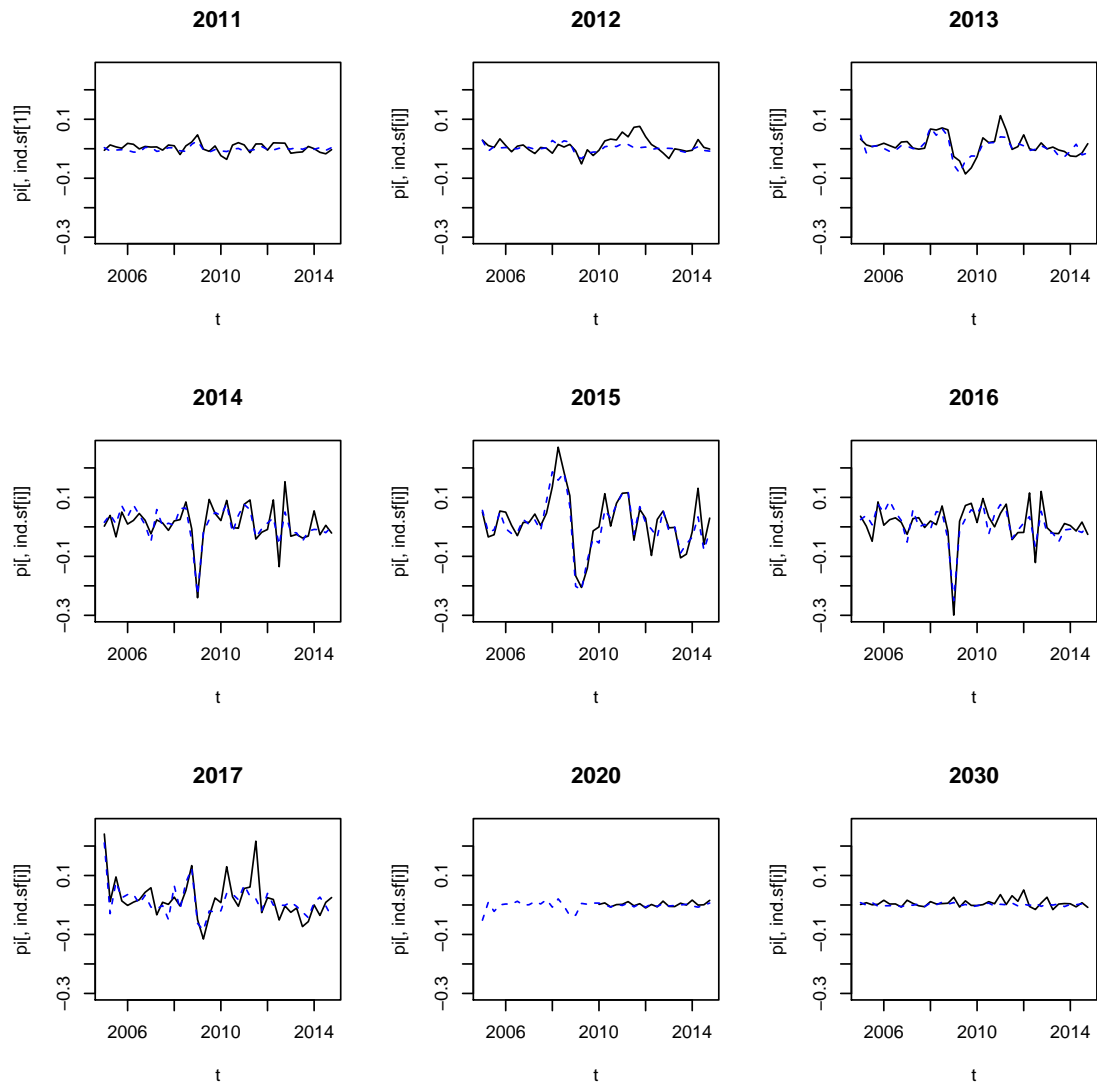 2011 2012 2013
pi[, ind.sf[1]] pi[, ind.sf[i]] pi[, ind.sf[i]]
0.1 0.1 0.1
−0.1 −0.1 −0.1
−0.3 −0.3 −0.3
2006 2010 2014 2006 2010 2014 2006 2010 2014
t t t
2014 2015 2016
pi[, ind.sf[i]] pi[, ind.sf[i]] pi[, ind.sf[i]]
0.1 0.1 0.1
−0.1 −0.1 −0.1
−0.3 −0.3 −0.3
2006 2010 2014 2006 2010 2014 2006 2010 2014
t t t
2017 2020 2030
pi[, ind.sf[i]] pi[, ind.sf[i]] pi[, ind.sf[i]]
0.1 0.1 0.1
−0.1 −0.1 −0.1
−0.3 −0.3 −0.3
2006 2010 2014 2006 2010 2014 2006 2010 2014
t t t